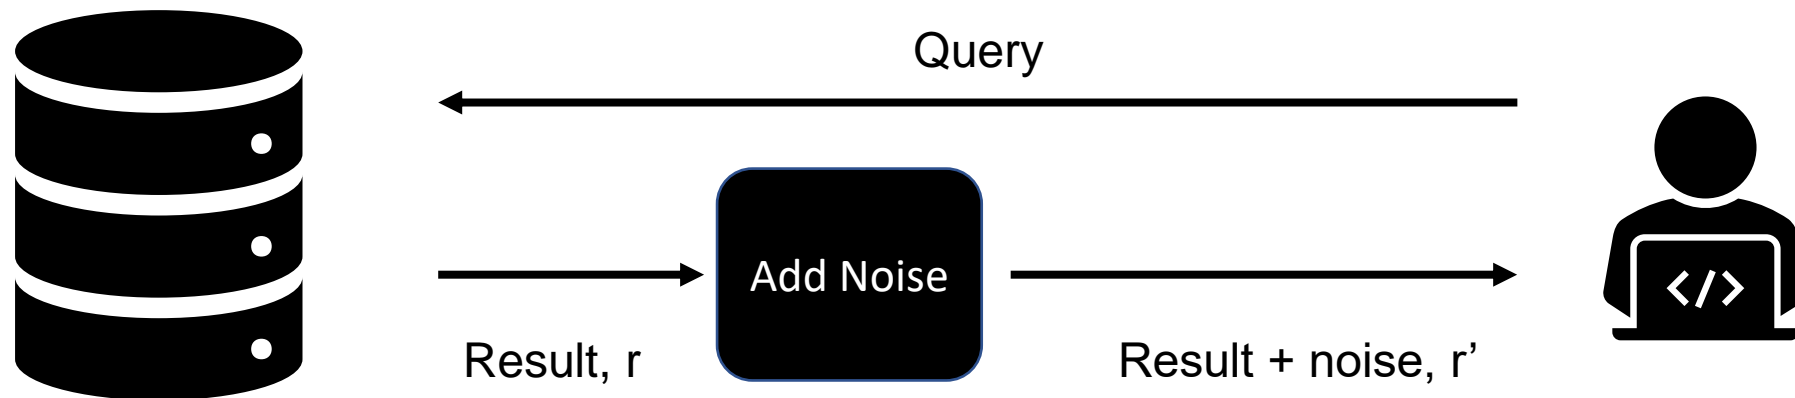 Query
Add Noise
Result, r
Result + noise, r’
</>